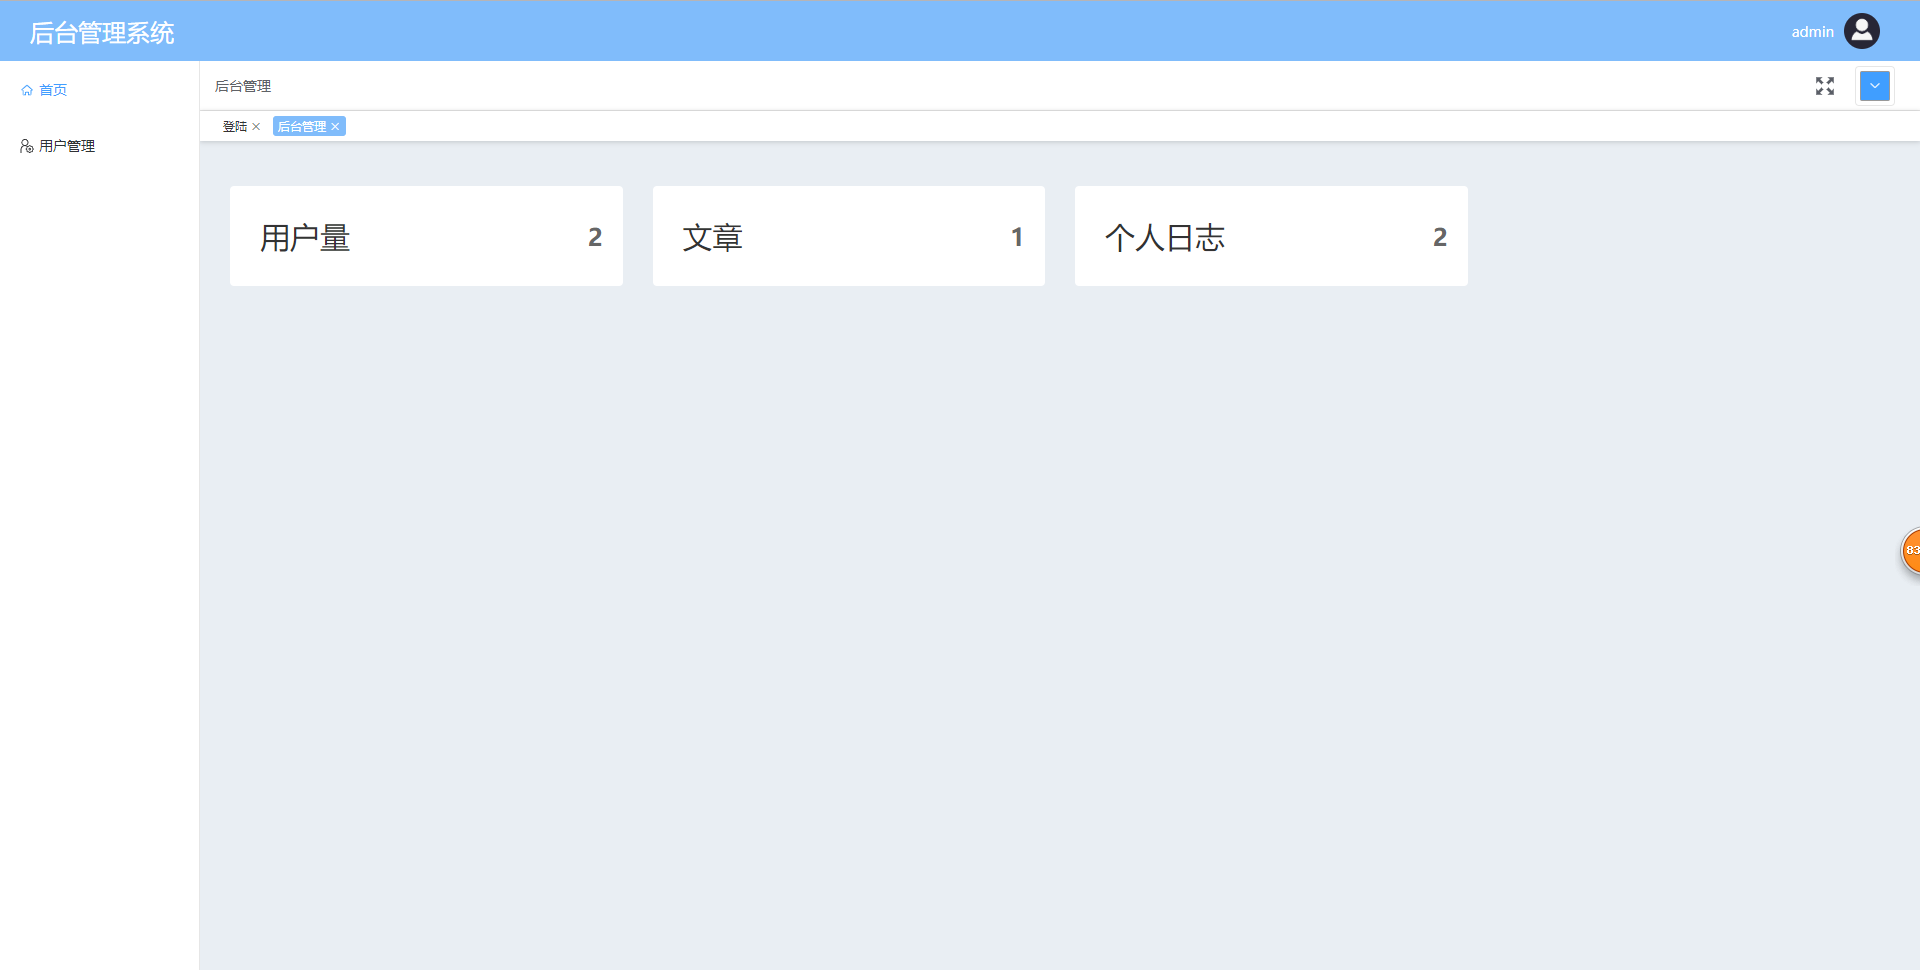 后台管理系统
admin
首页
用户管理
后台管理
登陆 后台管理
用户量 2
文章 1
个人日志 2
83